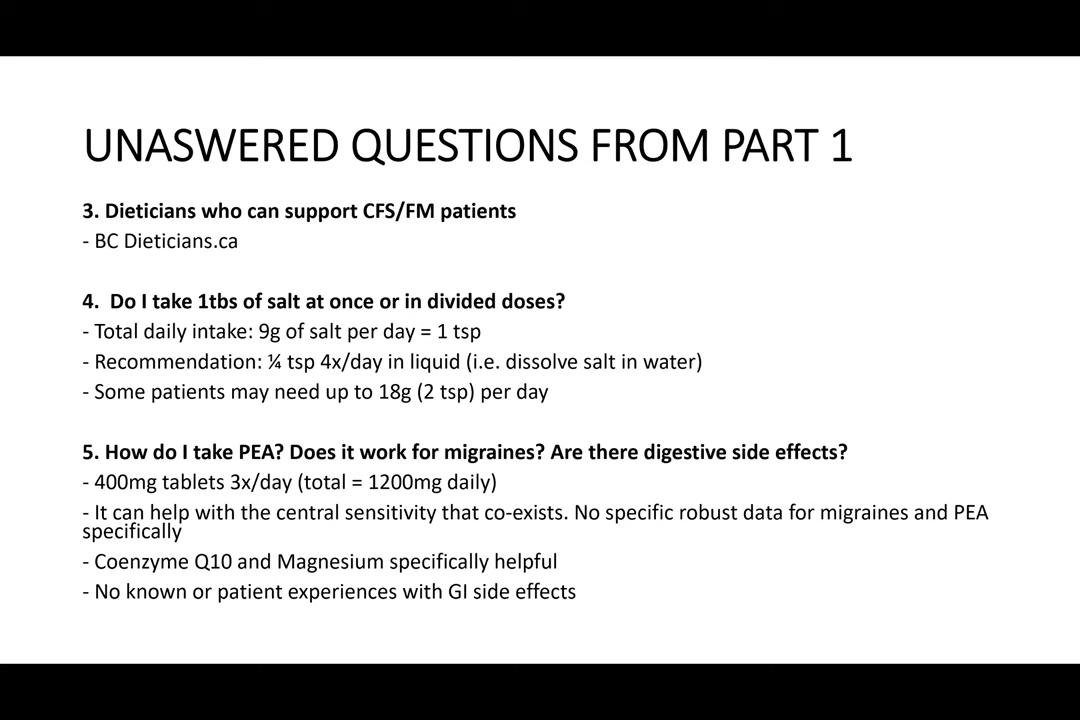 UNASWERED QUESTIONS FROM PART 1
3. Dieticians who can support CFS/FM patients
- BC Dieticians.ca
4.  Do I take 1tbs of salt at once or in divided doses?
- Total daily intake: 9g of salt per day = 1 tsp
- Recommendation: ¼ tsp 4x/day in liquid (i.e. dissolve salt in water)
- Some patients may need up to 18g (2 tsp) per day
5. How do I take PEA? Does it work for migraines? Are there digestive side effects?
- 400mg tablets 3x/day (total = 1200mg daily)
- It can help with the central sensitivity that co-exists. No specific robust data for migraines and PEA
specifically
- Coenzyme Q10 and Magnesium specifically helpful
- No known or patient experiences with GI side effects